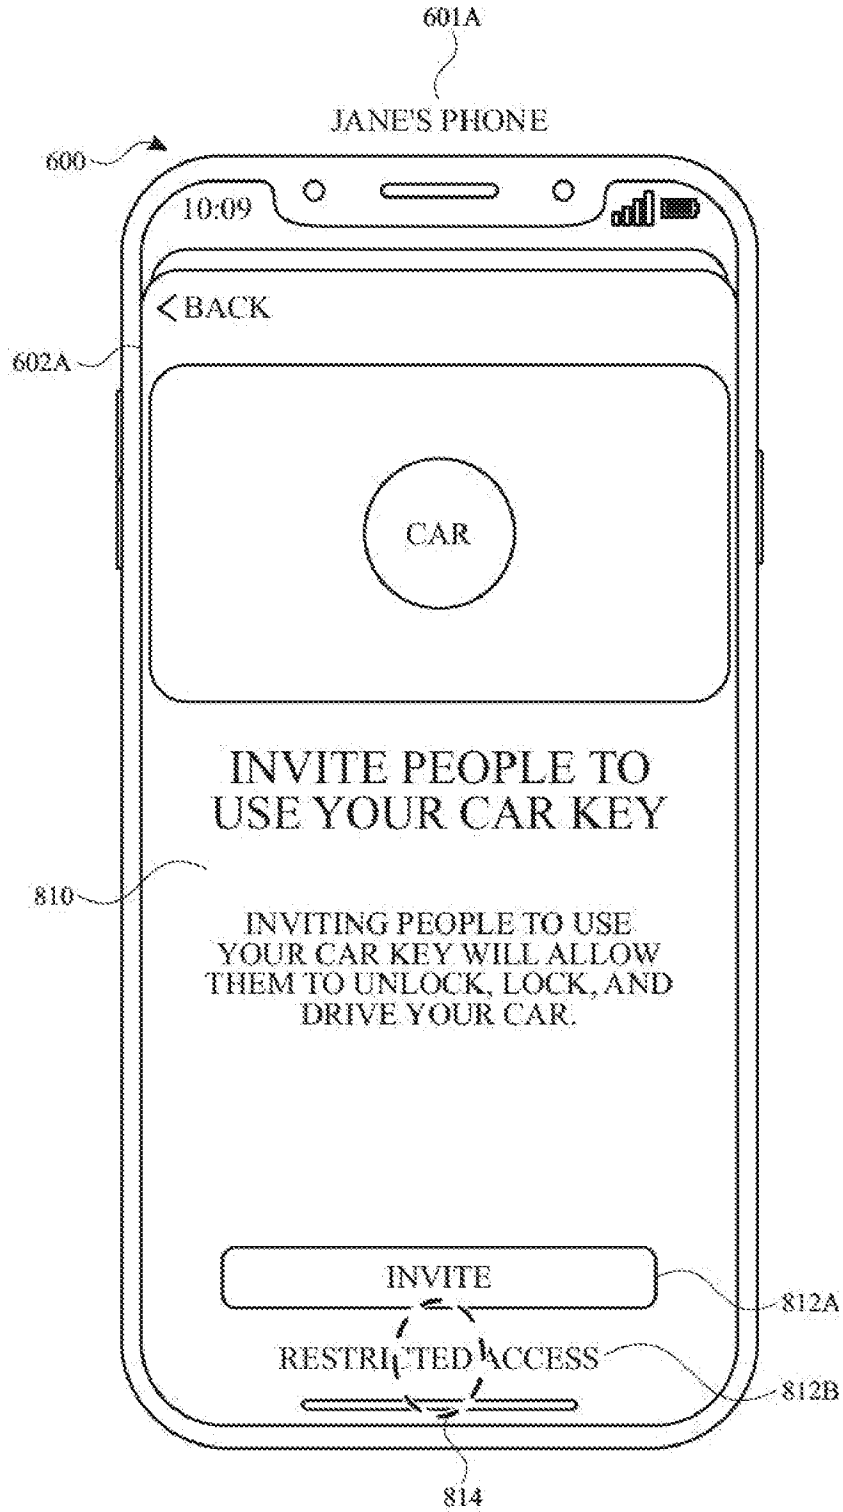 601A
JANE'S PHONE
600
10:09
< BACK
602A
CAR
INVITE PEOPLE TO
USE YOUR CAR KEY
810
INVITING PEOPLE TO USE
YOUR CAR KEY WILL ALLOW
THEM TO UNLOCK, LOCK, AND
DRIVE YOUR CAR.
INVITE
812A
RESTRICTED ACCESS
812B
814